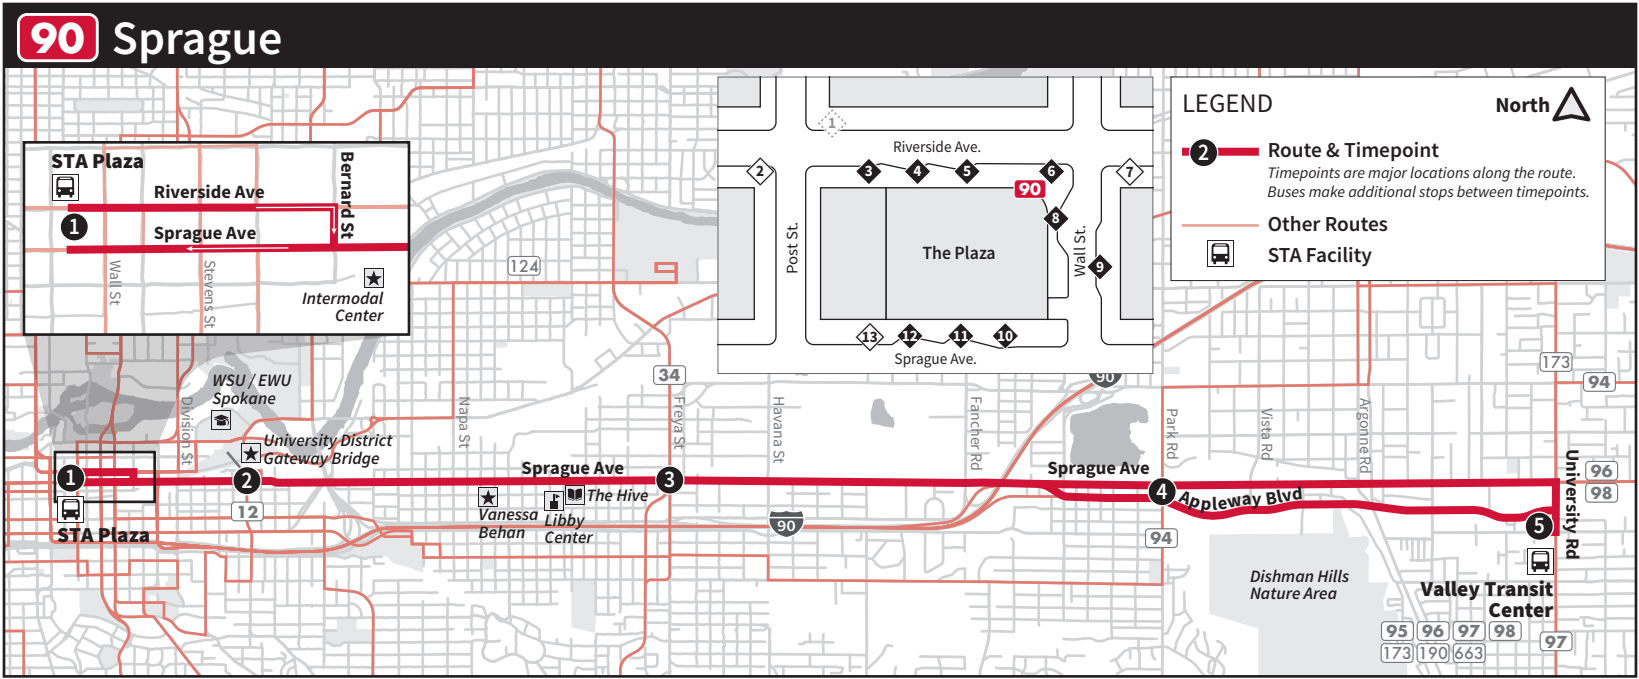 90 Sprague
STA Plaza
Riverside Ave
Bernard St
1
Sprague Ave
Wall St
Stevens St
Intermodal
Center
124
1
Riverside Ave.
2
3
4
5
6
7
90
8
Post St.
The Plaza
Wall St.
9
13
12
11
10
Sprague Ave.
LEGEND
North
2
Route & Timepoint
Timepoints are major locations along the route.
Buses make additional stops between timepoints.
Other Routes
STA Facility
WSU / EWU
Spokane
Division St
University District
Gateway Bridge
Napa St
34
Freya St
Havana St
Fancher Rd
90
Park Rd
Vista Rd
Argonne Rd
173
94
1
2
Sprague Ave
3
Sprague Ave
4
Appleway Blvd
96
98
University Rd
5
STA Plaza
12
Vanessa
Behan
The Hive
Libby
Center
90
94
Dishman Hills
Nature Area
Valley Transit
Center
95
96
97
98
173
190
663
97